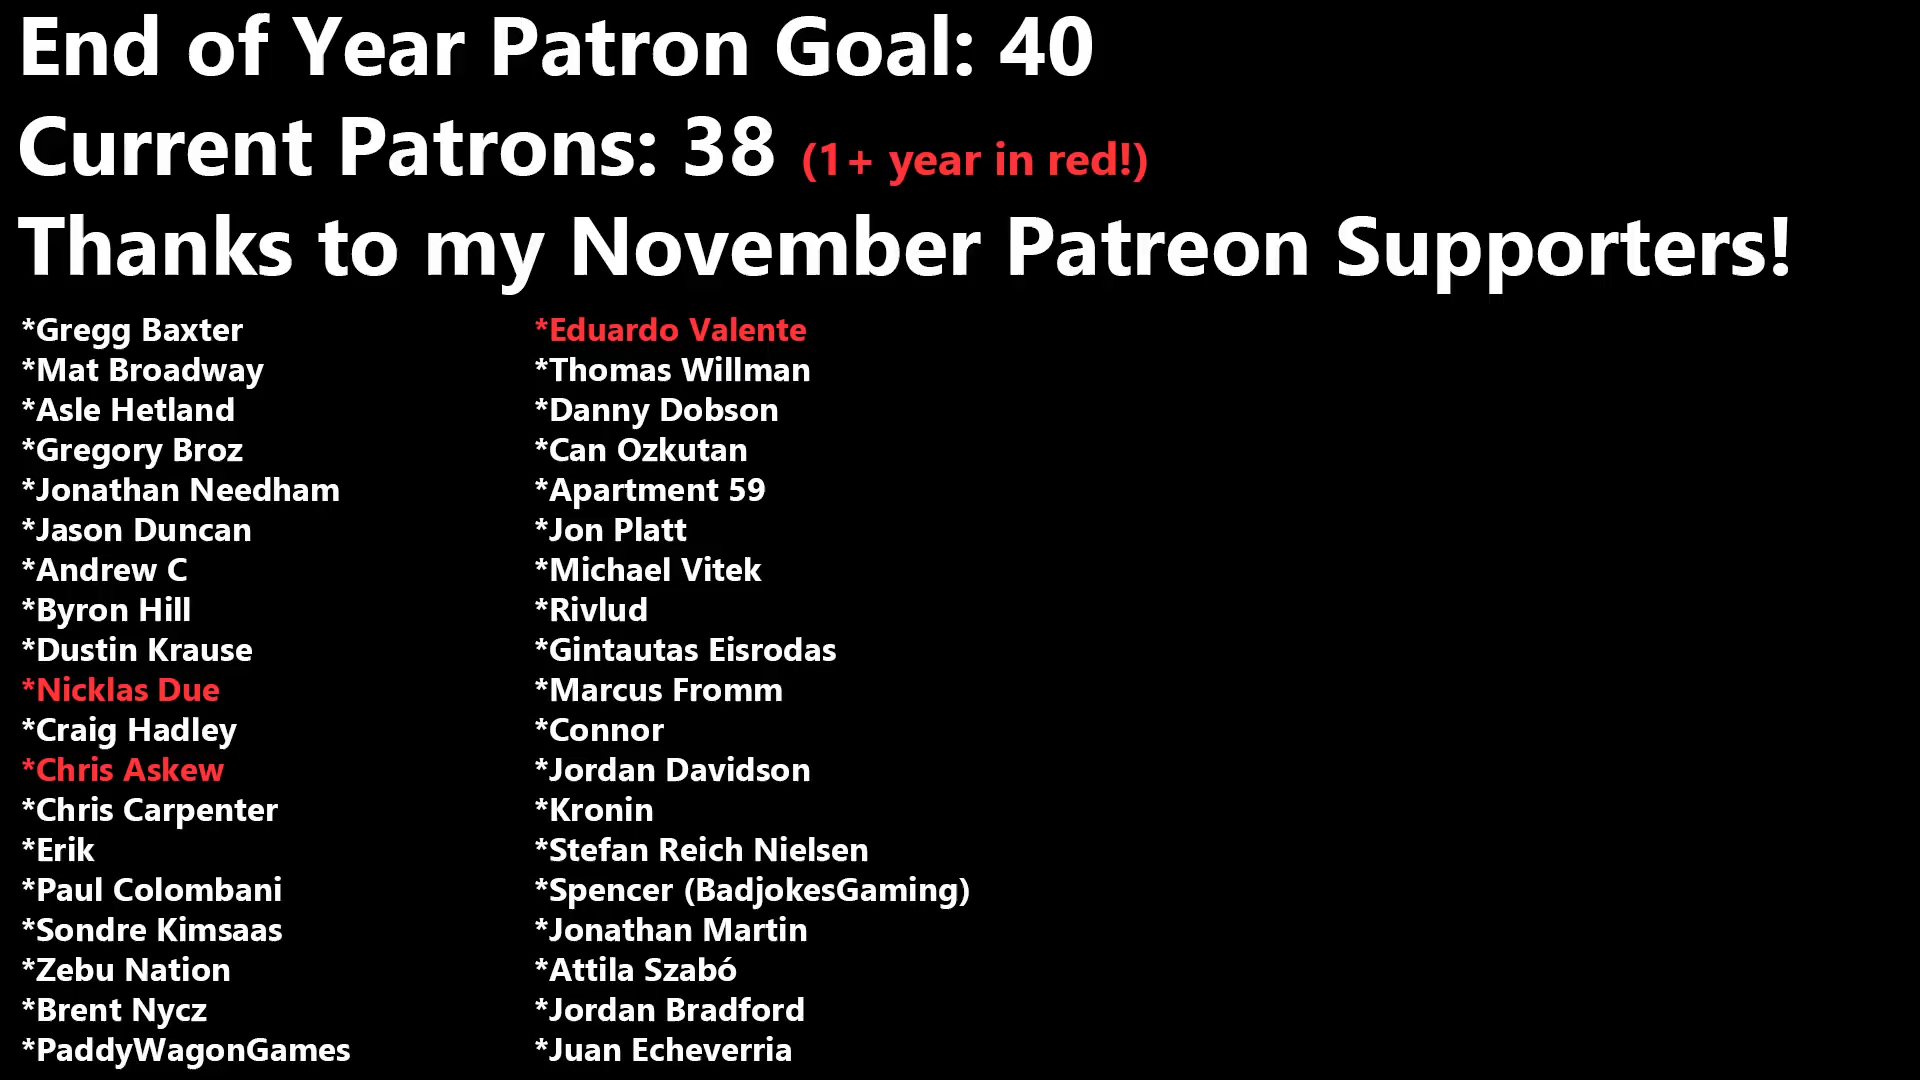 End of Year Patron Goal: 40
Current Patrons: 38 (1+ year in red!)
Thanks to my November Patreon Supporters!
*Gregg Baxter
*Mat Broadway
*Asle Hetland
*Gregory Broz
*Jonathan Needham
*Jason Duncan
*Andrew C
*Byron Hill
*Dustin Krause
*Nicklas Due
*Craig Hadley
*Chris Askew
*Chris Carpenter
*Erik
*Paul Colombani
*Sondre Kimsaas
*Zebu Nation
*Brent Nycz
*PaddyWagonGames
*Eduardo Valente
*Thomas Willman
*Danny Dobson
*Can Ozkutan
*Apartment 59
*Jon Platt
*Michael Vitek
*Rivlud
*Gintautas Eisrodas
*Marcus Fromm
*Connor
*Jordan Davidson
*Kronin
*Stefan Reich Nielsen
*Spencer (BadjokesGaming)
*Jonathan Martin
*Attila Szabó
*Jordan Bradford
*Juan Echeverria